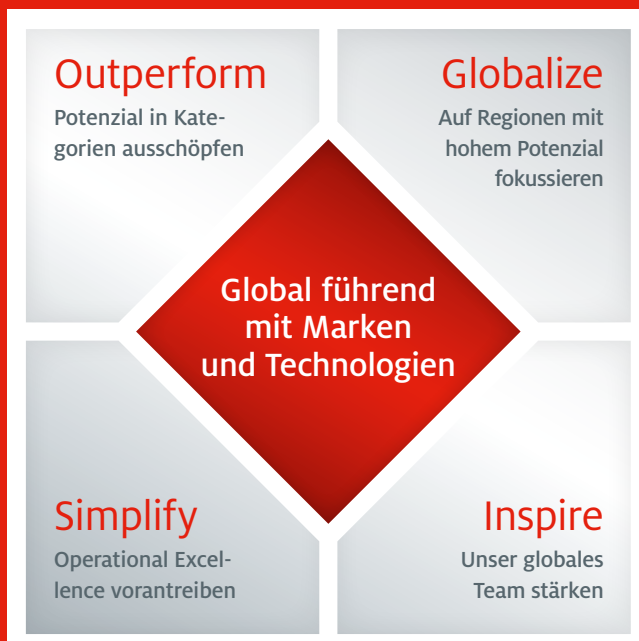 Outperform
Potenzial in Kate-
gorien ausschöpfen
Globalize
Auf Regionen mit
hohem Potenzial
fokussieren
Global führend
mit Marken
und Technologien
Simplify
Operational Excel-
lence vorantreiben
Inspire
Unser globales
Team stärken